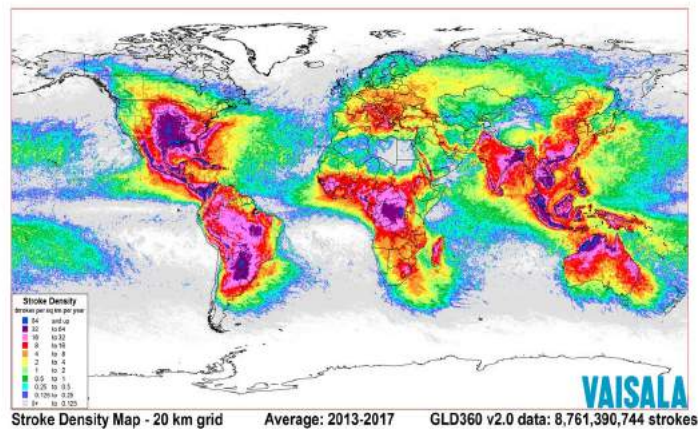 Stroke Density
strokes per sq km per year
64 and up
32 to 64
16 to 32
8 to 16
4 to 8
2 to 4
1 to 2
0.5 to 1
0.25 to 0.5
0.125 to 0.25
0+ to 0.125
VAISALA
Stroke Density Map - 20 km grid Average: 2013-2017 GLD360 v2.0 data: 8,761,390,744 strokes